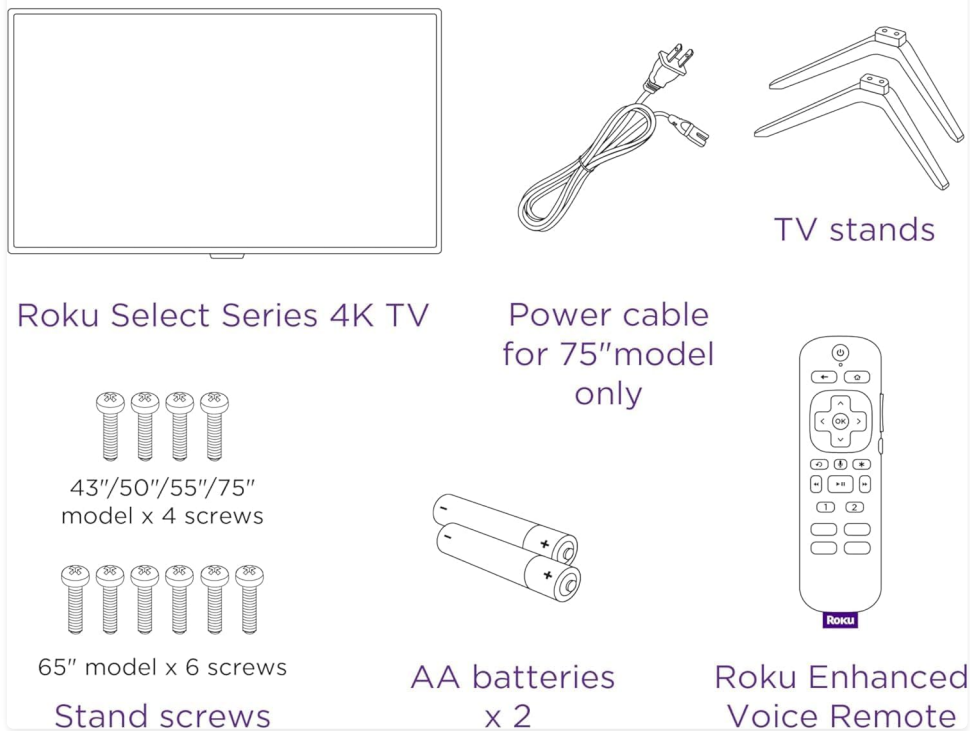 TV stands
Roku Select Series 4K TV
Power cable
for 75"model
only
43"/50"/55"/75"
model x 4 screws
65" model x 6 screws
Stand screws
- +
- +
AA batteries
x 2
OK
1 2
Roku
Roku Enhanced
Voice Remote